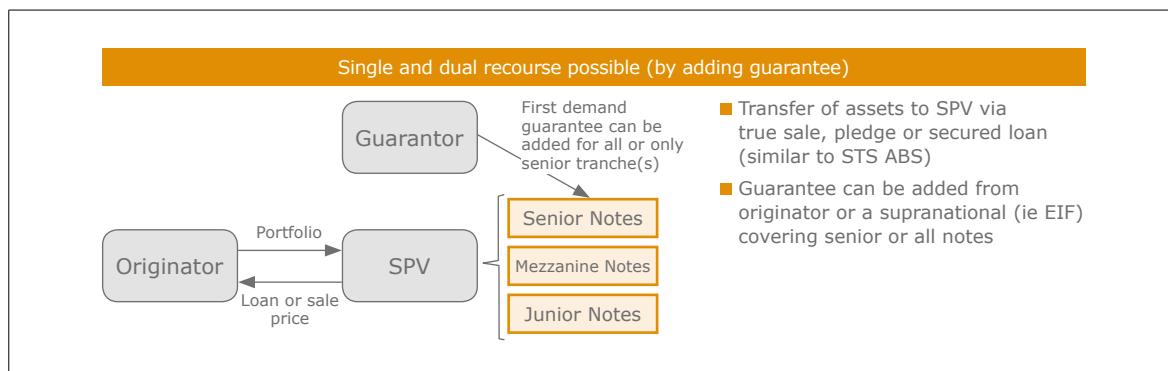 Single and dual recourse possible (by adding guarantee)
Guarantor
First demand
guarantee can be
added for all or only
senior tranche(s)
Originator
Portfolio
Loan or sale
price
SPV
Senior Notes
Mezzanine Notes
Junior Notes
Transfer of assets to SPV via
true sale, pledge or secured loan
(similar to STS ABS)
Guarantee can be added from
originator or a supranational (ie EIF)
covering senior or all notes